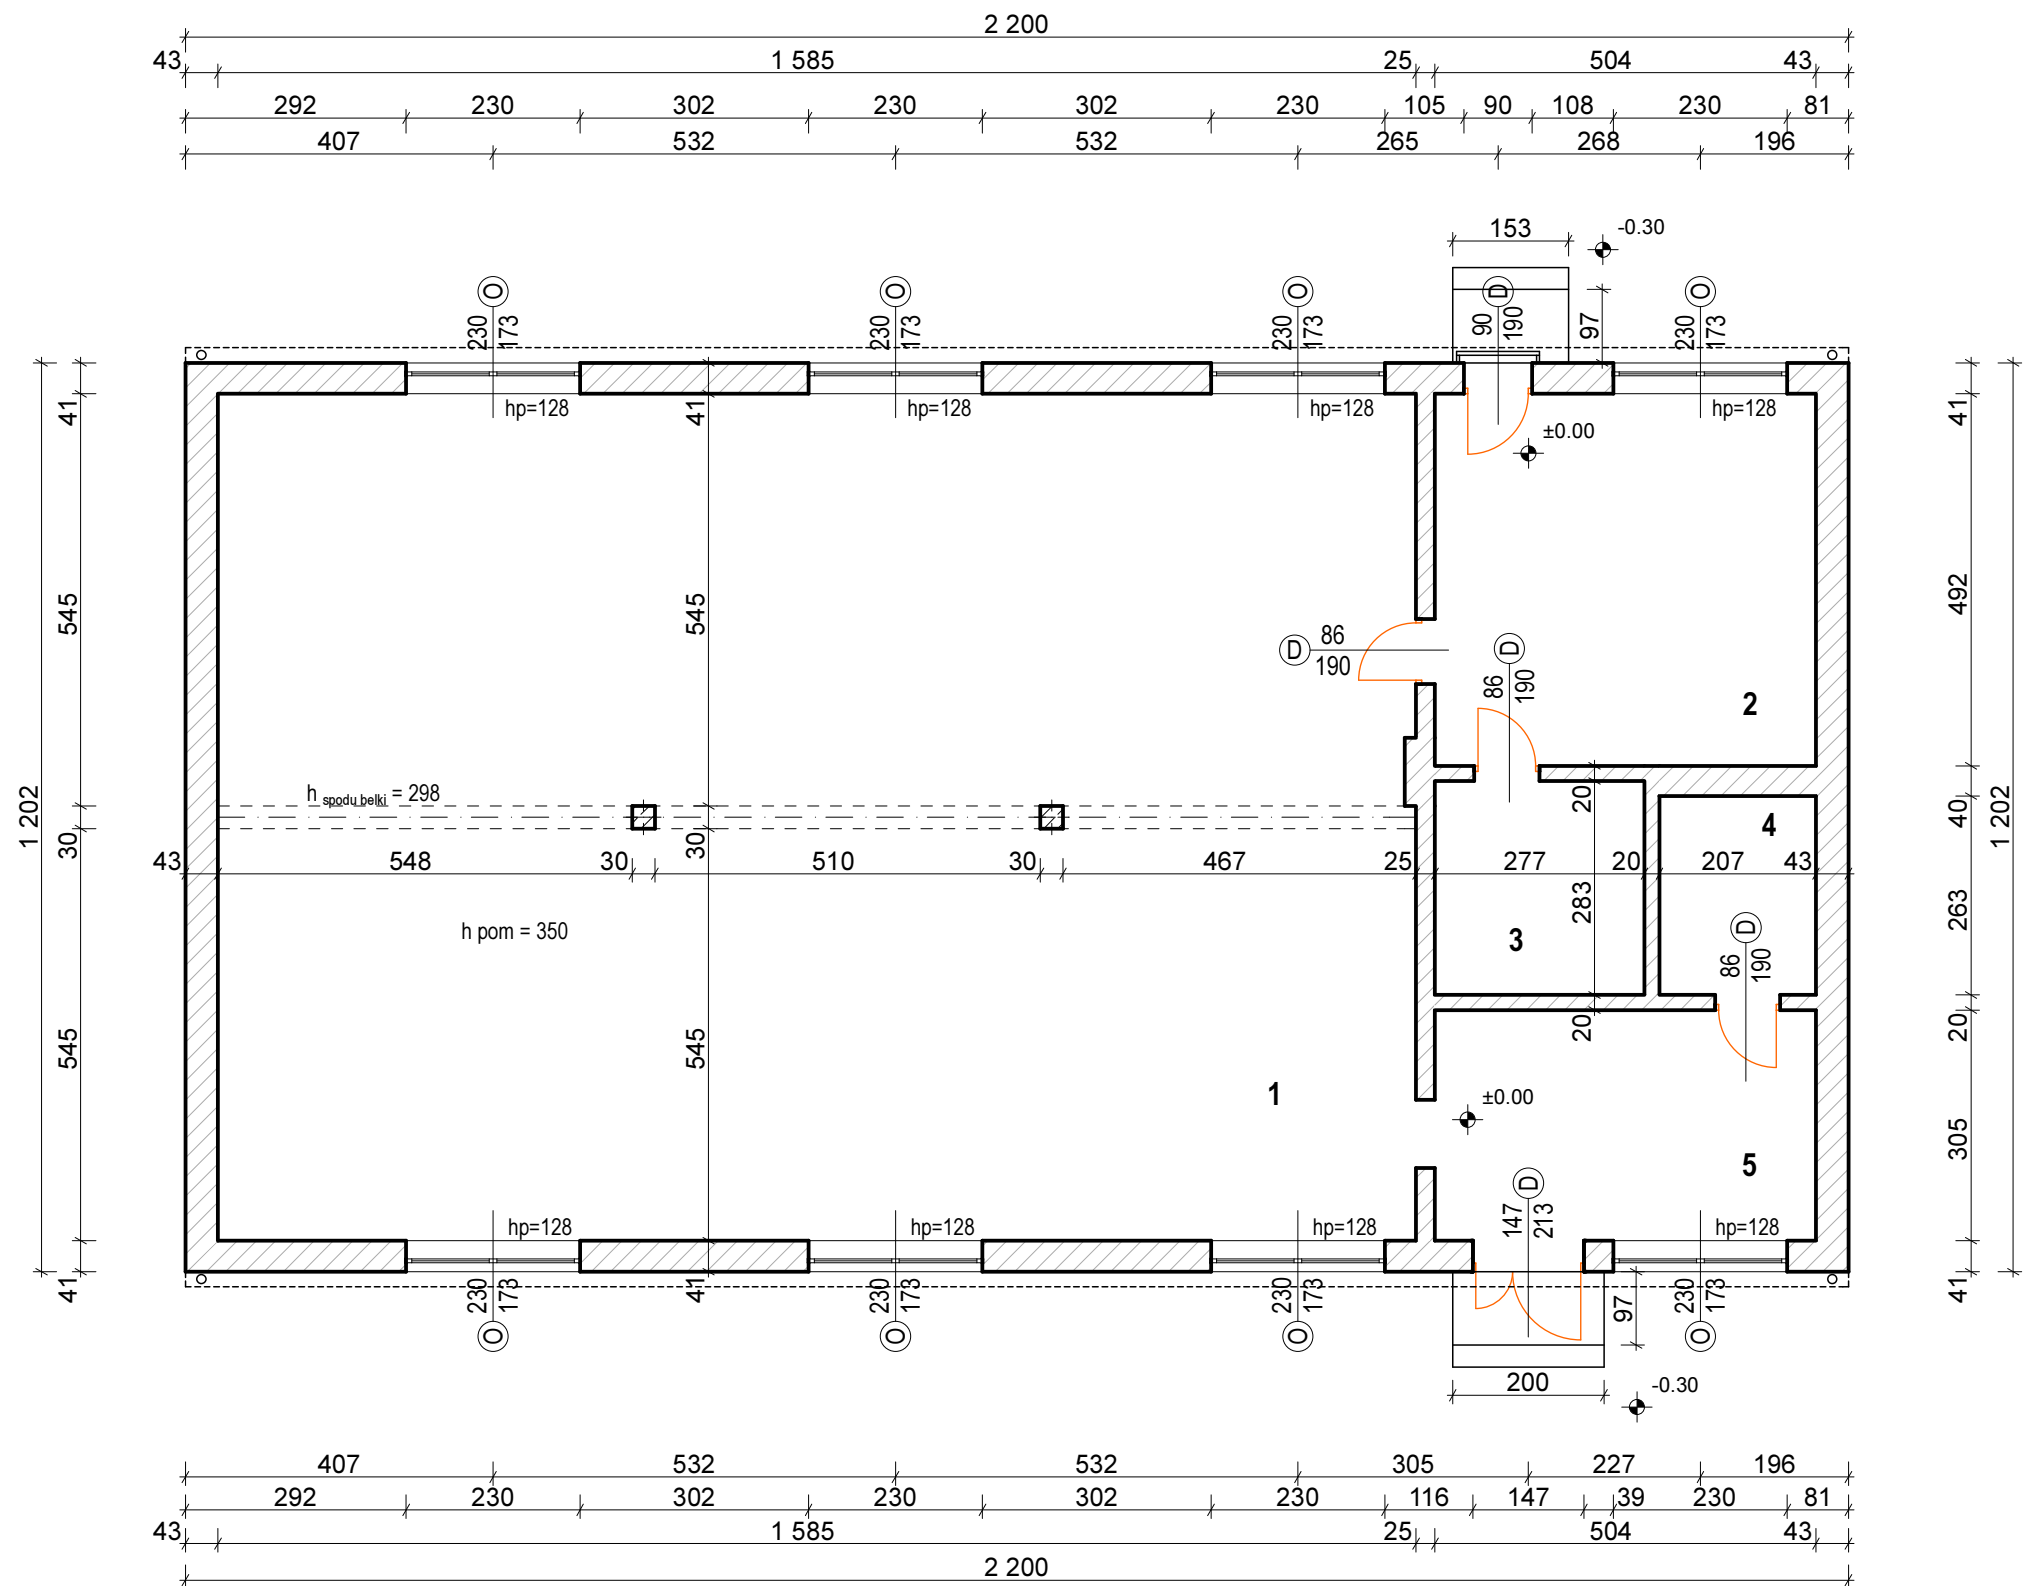 2 200
43 1 585 25 504 43
292 230 302 230 302 230 105 90 108 230 81
407 532 532 265 268 196
153 -0.30
O O O D O
230 173 230 173 230 173 90 190 97 230 173
hp=128 hp=128 hp=128 hp=128
41 41 41
±0.00
545 545 492
D 86 190 D 86 190
2
1 202 1 202
h spodu belki = 298
30 30 20 4 40
43 548 30 510 30 467 25 277 20 207 43
283 263
h pom = 350
3 D 86 190
20 20
545 545 1 ±0.00 305
5
D 147 213
hp=128 hp=128 hp=128 hp=128
41 41 41
230 173 230 173 230 173 97 230 173
O O O O
200 -0.30
407 532 532 305 227 196
292 230 302 230 302 230 116 147 39 230 81
43 1 585 25 504 43
2 200